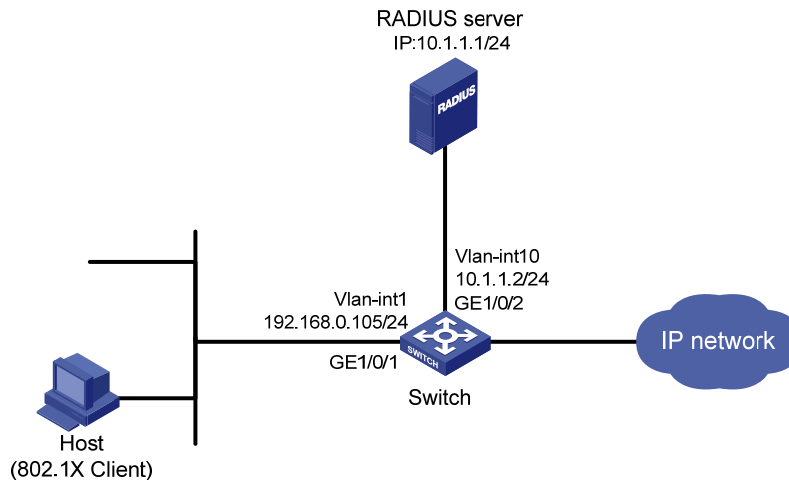 RADIUS server
IP:10.1.1.1/24
RADIUS
Vlan-int10
10.1.1.2/24
GE1/0/2
Vlan-int1
192.168.0.105/24
GE1/0/1
SWITCH
Switch
IP network
Host
(802.1X Client)